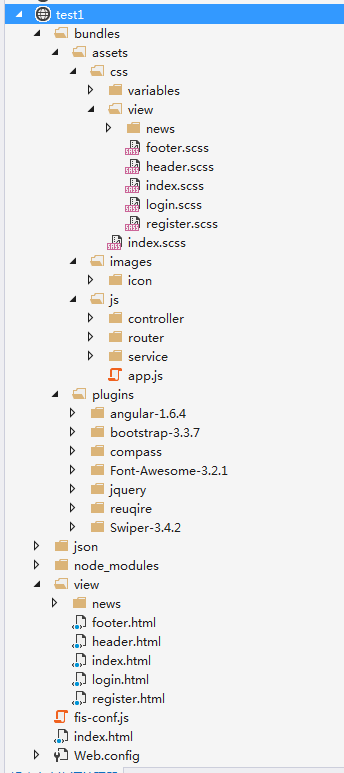 test1
bundles
assets
css
variables
view
news
footer.scss
header.scss
index.scss
login.scss
register.scss
index.scss
images
icon
js
controller
router
service
app.js
plugins
angular-1.6.4
bootstrap-3.3.7
compass
Font-Awesome-3.2.1
jquery
reuqire
Swiper-3.4.2
json
node_modules
view
news
footer.html
header.html
index.html
login.html
register.html
fis-conf.js
index.html
Web.config